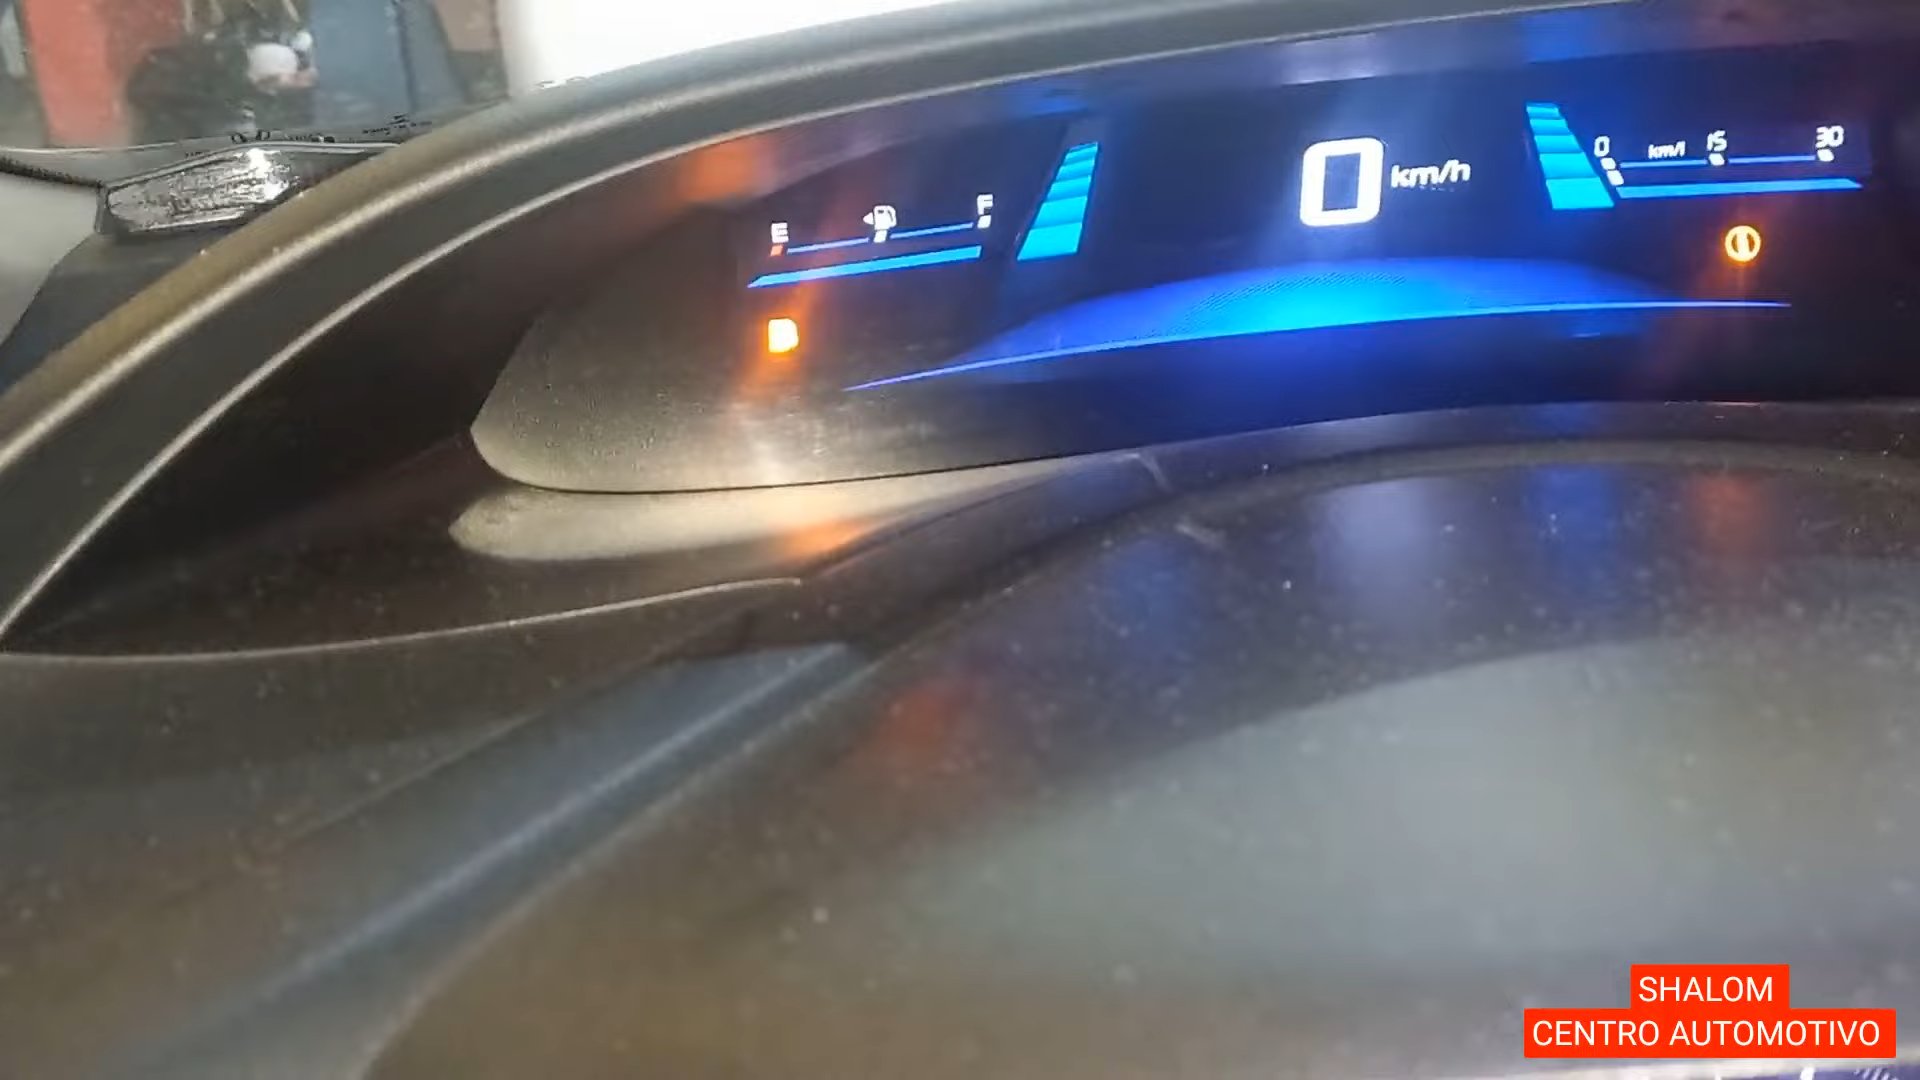 E F
0 km/h
0 km/l 15 30
SHALOM
CENTRO AUTOMOTIVO